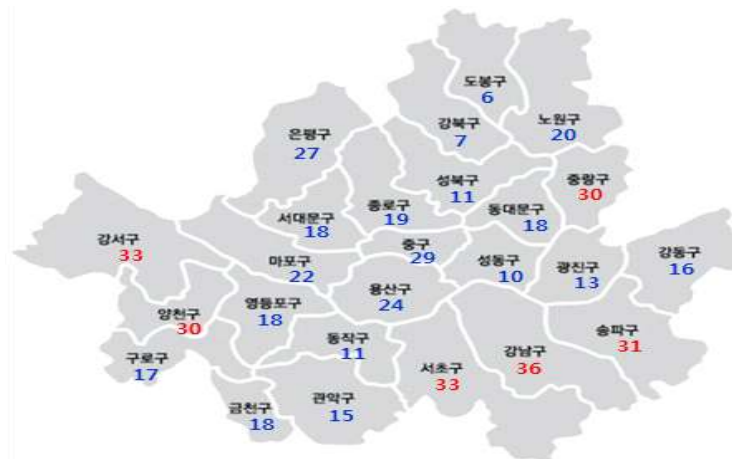 도봉구
6
노원구
20
강북구
7
은평구
27
성북구
11
중랑구
30
서대문구
18
종로구
19
동대문구
18
강서구
33
중구
29
마포구
22
성동구
10
광진구
13
강동구
16
용산구
24
양천구
30
영등포구
18
동작구
11
송파구
31
구로구
17
서초구
33
강남구
36
금천구
18
관악구
15